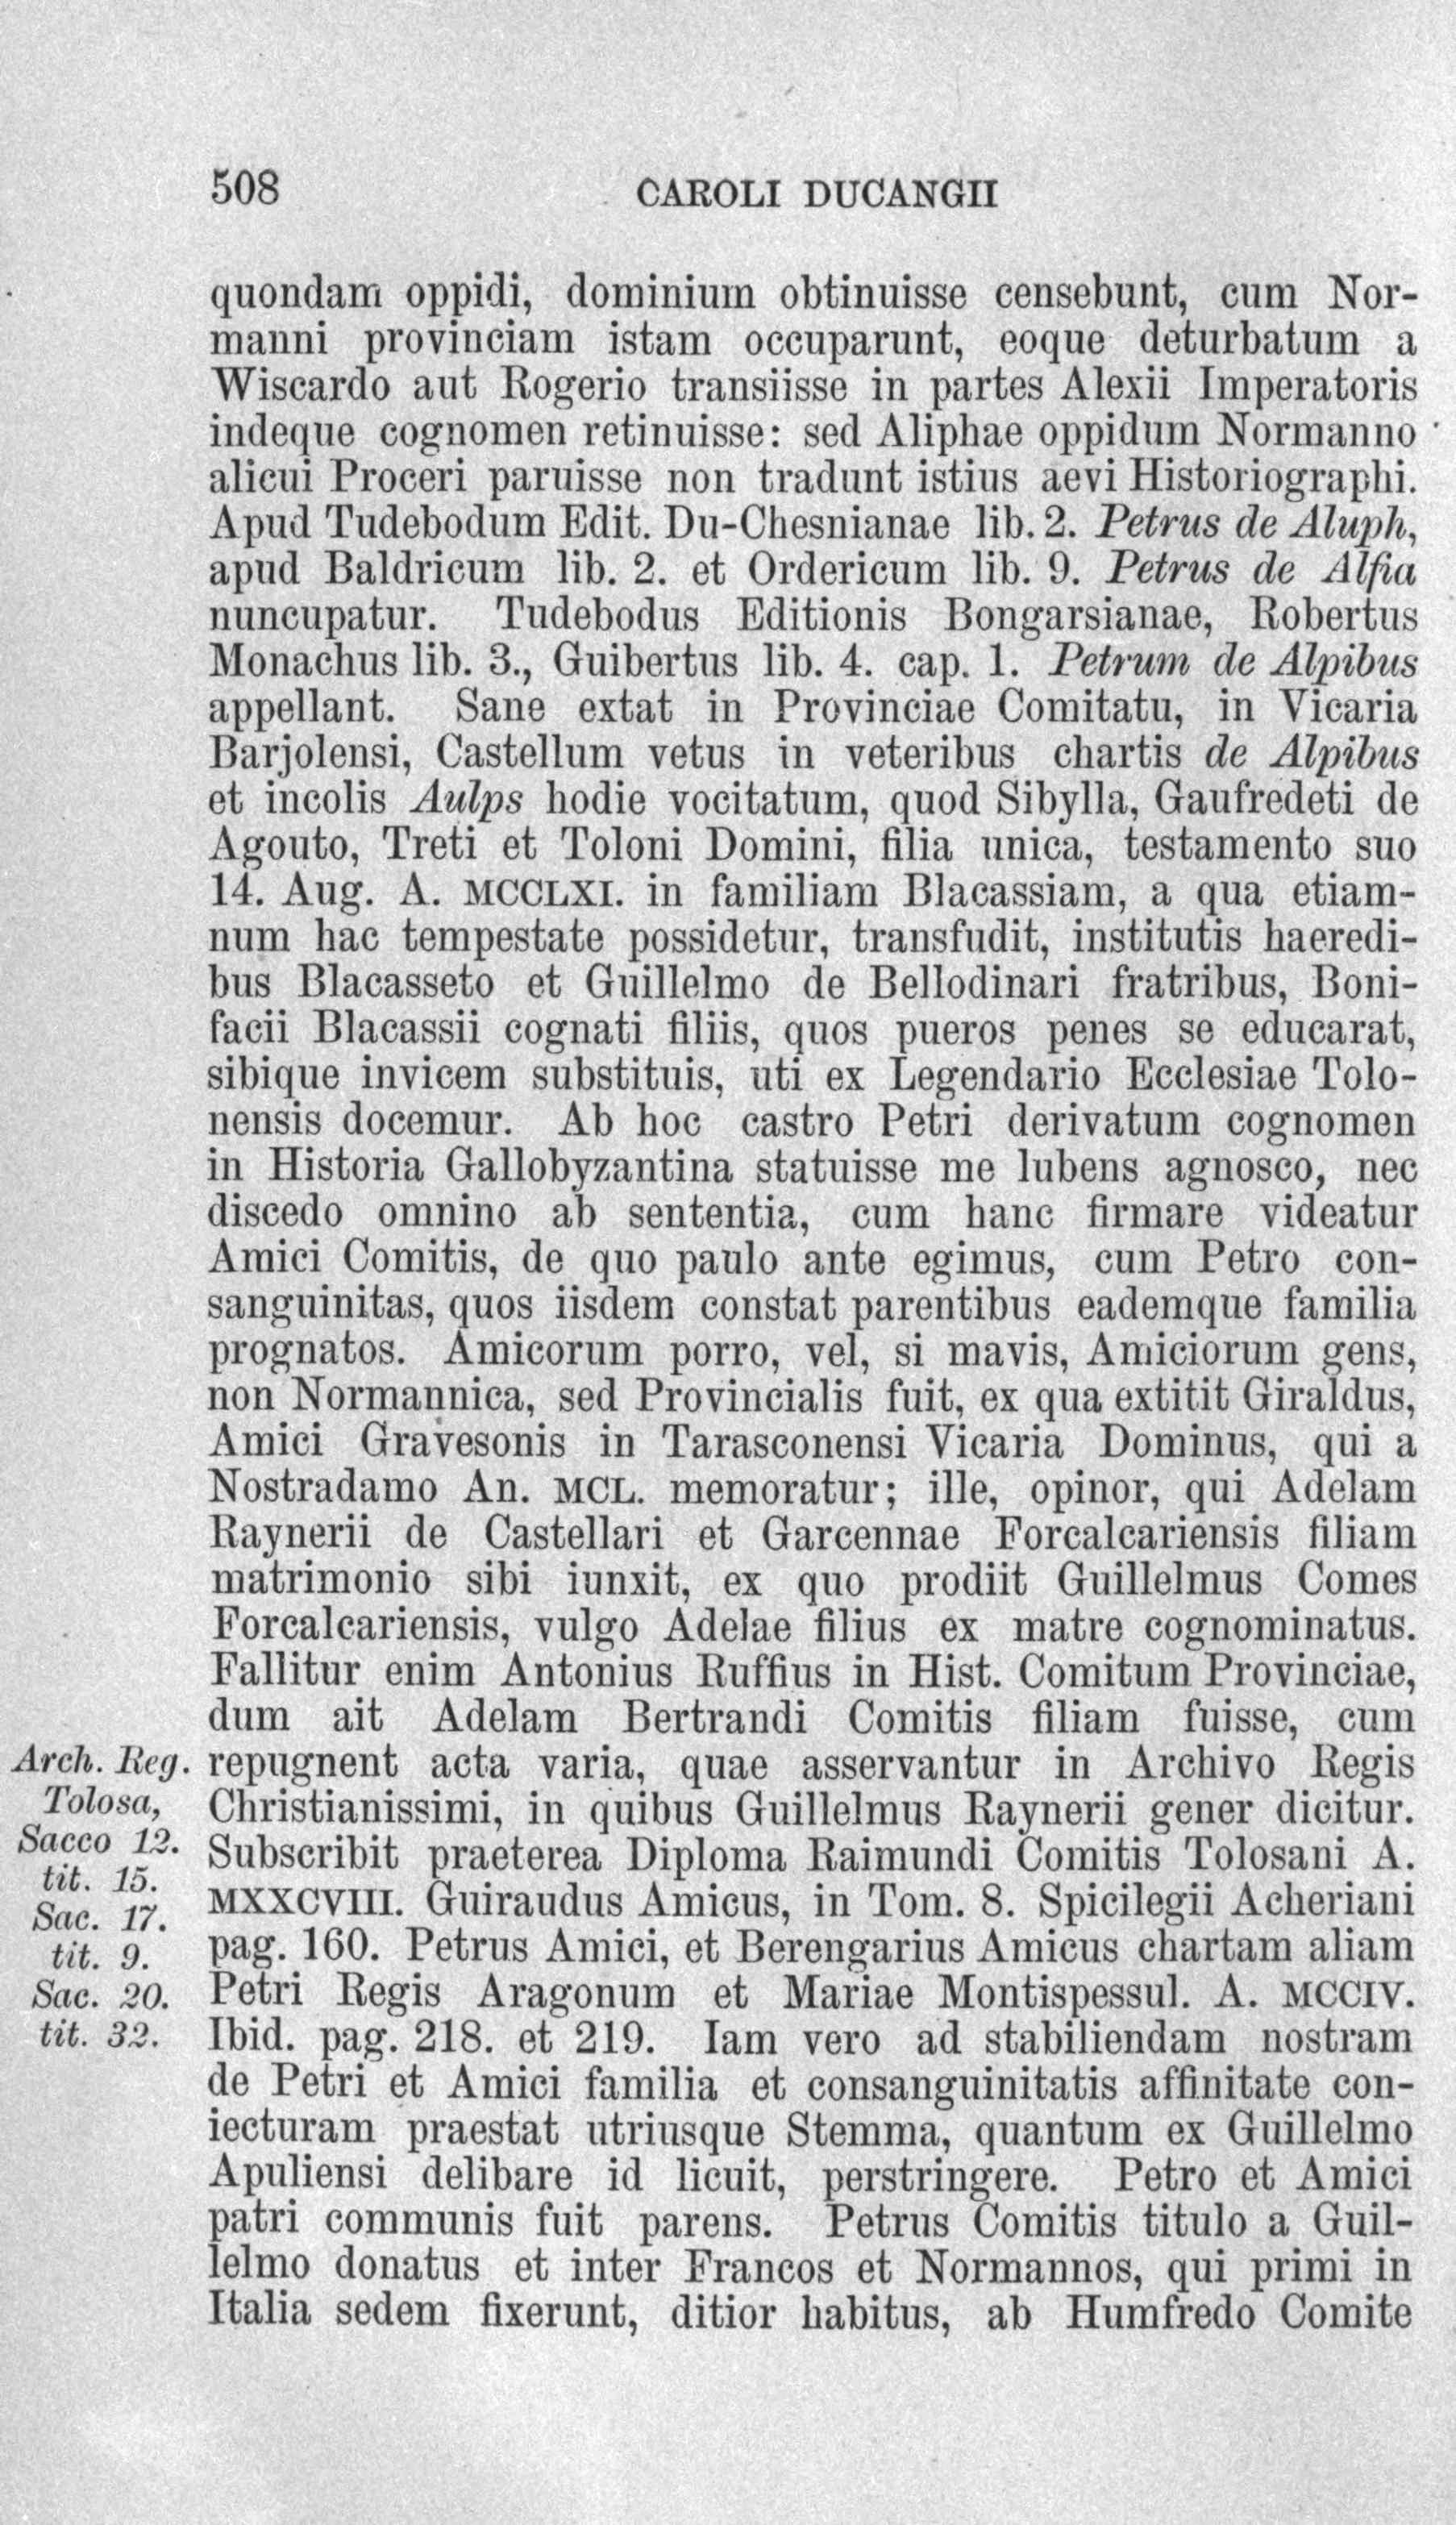 508 CAROLI DUCANGII
quondam oppidi, dominium obtinuisse censebunt, cum Nor-
manni provinciam istam occuparunt, eoque deturbatum a
Wiscardo aut Rogerio transiisse in partes Alexii Imperatoris
indeque cognomen retinuisse: sed Aliphae oppidum Normanno
alicui Proceri paruisse non tradunt istius aevi Historiographi.
Apud Tudebodum Edit. Du-Chesnianae lib. 2. Petrus de Aluph,
apud Baldricum lib. 2. et Ordericum lib. 9. Petrus de Alfia
nuncupatur. Tudebodus Editionis Bongarsianae, Robertus
Monachus lib. 3., Guibertus lib. 4. cap. 1. Petrum de Alpibus
appellant. Sane extat in Provinciae Comitatu, in Vicaria
Barjolensi, Castellum vetus in veteribus chartis de Alpibus
et incolis Aulps hodie vocitatum, quod Sibylla, Gaufredeti de
Agouto, Treti et Toloni Domini, filia unica, testamento suo
14. Aug. A. MCCLXI. in familiam Blacassiam, a qua etiam-
num hac tempestate possidetur, transfudit, institutis haeredi-
bus Blacasseto et Guillelmo de Bellodinari fratribus, Boni-
facii Blacassii cognati filiis, quos pueros penes se educarat,
sibique invicem substituis, uti ex Legendario Ecclesiae Tolo-
nensis docemur. Ab hoc castro Petri derivatum cognomen
in Historia Gallobyzantina statuisse me lubens agnosco, nec
discedo omnino ab sententia, cum hanc firmare videatur
Amici Comitis, de quo paulo ante egimus, cum Petro con-
sanguinitas, quos iisdem constat parentibus eademque familia
prognatos. Amicorum porro, vel, si mavis, Amiciorum gens,
non Normannica, sed Provincialis fuit, ex qua extitit Giraldus,
Amici Gravesonis in Tarasconensi Vicaria Dominus, qui a
Nostradamo An. MCL. memoratur; ille, opinor, qui Adelam
Raynerii de Castellari et Garcennae Forcalcariensis filiam
matrimonio sibi iunxit, ex quo prodiit Guillelmus Comes
Forcalcariensis, vulgo Adelae filius ex matre cognominatus.
Fallitur enim Antonius Ruffius in Hist. Comitum Provinciae,
dum ait Adelam Bertrandi Comitis filiam fuisse, cum
repugnent acta varia, quae asservantur in Archivo Regis
Christianissimi, in quibus Guillelmus Raynerii gener dicitur.
Subscribit praeterea Diploma Raimundi Comitis Tolosani A.
MXXCVIII. Guiraudus Amicus, in Tom. 8. Spicilegii Acheriani
pag. 160. Petrus Amici, et Berengarius Amicus chartam aliam
Petri Regis Aragonum et Mariae Montispessul. A. MCCIV.
Ibid. pag. 218. et 219. Iam vero ad stabiliendam nostram
de Petri et Amici familia et consanguinitatis affinitate con-
iecturam praestat utriusque Stemma, quantum ex Guillelmo
Apuliensi delibare id licuit, perstringere. Petro et Amici
patri communis fuit parens. Petrus Comitis titulo a Guil-
lelmo donatus et inter Francos et Normannos, qui primi in
Italia sedem fixerunt, ditior habitus, ab Humfredo Comite
Arch. Reg.
Tolosa,
Sacco 12.
tit. 15.
Sac. 17.
tit. 9.
Sac. 20.
tit. 32.